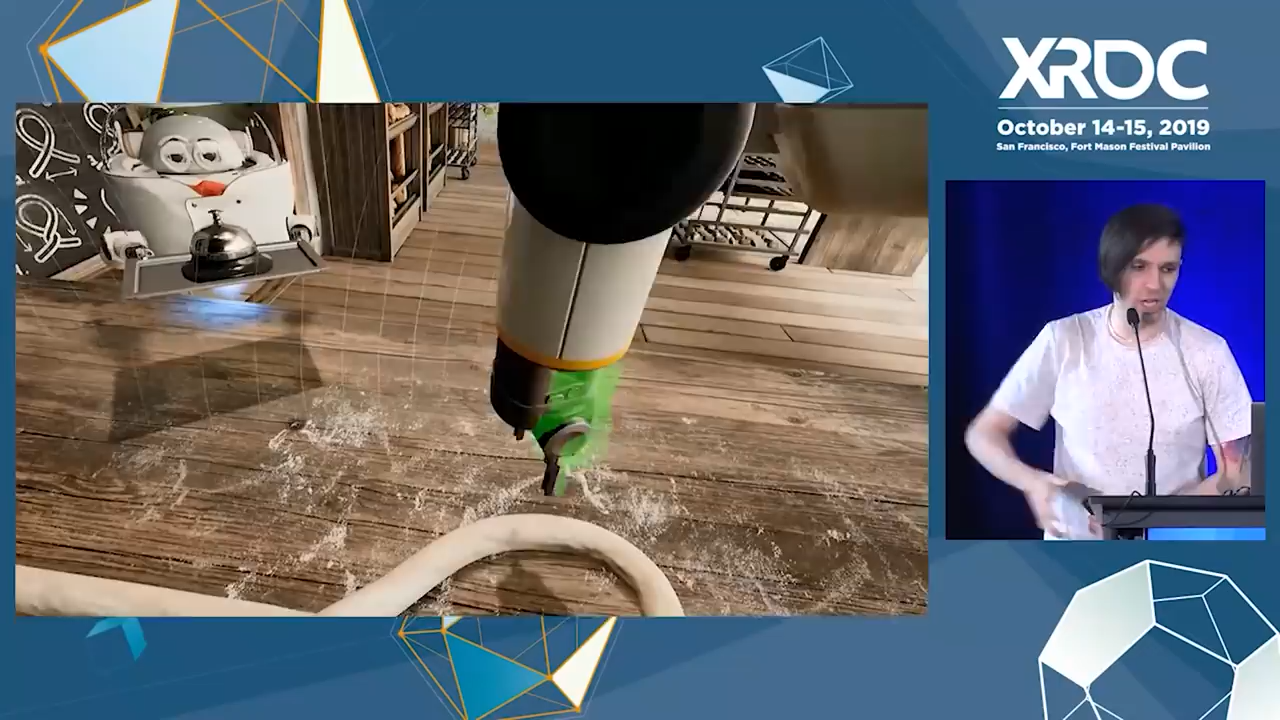 XRDC
October 14-15, 2019
San Francisco, Fort Mason Festival Pavilion